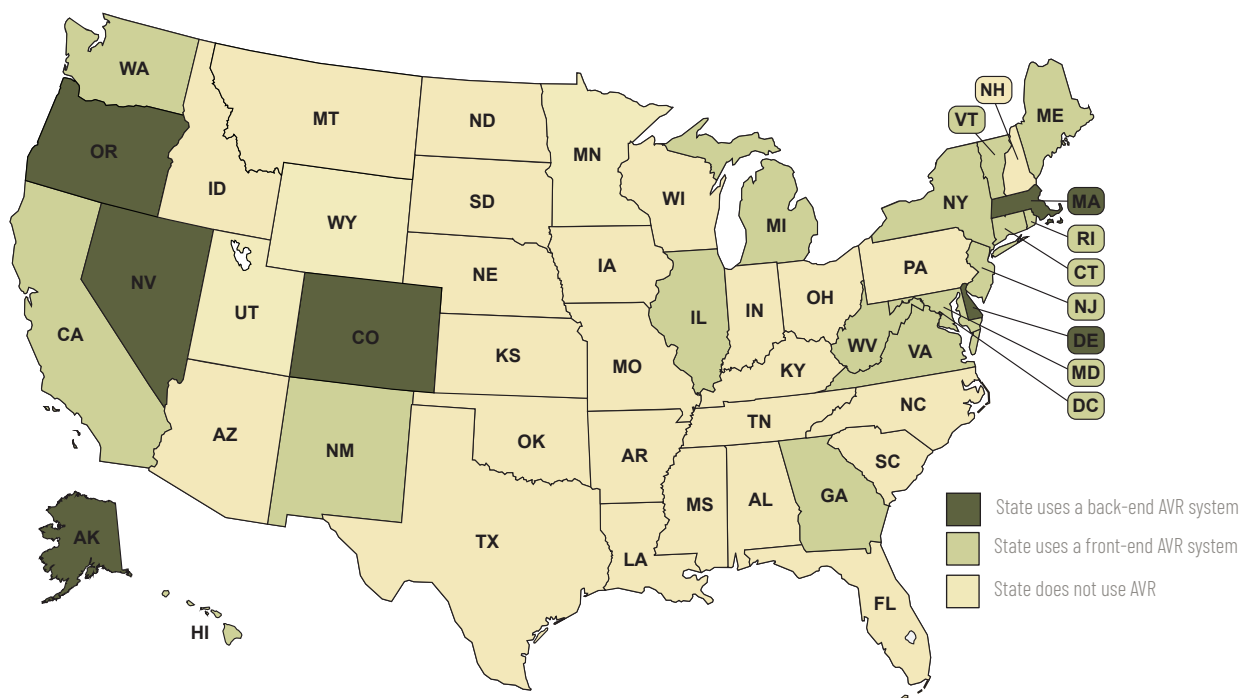 WA
OR
CA
NV
ID
MT
WY
UT
CO
AZ
NM
ND
SD
NE
KS
OK
TX
MN
IA
MO
AR
LA
WI
IL
MI
IN
OH
KY
TN
MS
AL
GA
FL
SC
NC
VA
WV
PA
NY
ME
NH
VT
MA
RI
CT
NJ
DE
MD
DC
AK
HI
State uses a back-end AVR system
State uses a front-end AVR system
State does not use AVR